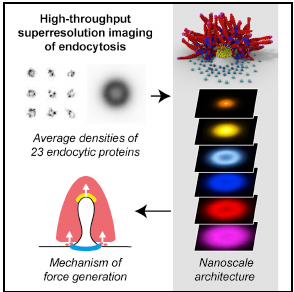 High-throughput
superresolution imaging
of endocytosis
Average densities of
23 endocytic proteins
Mechanism of
force generation
Nanoscale
architecture